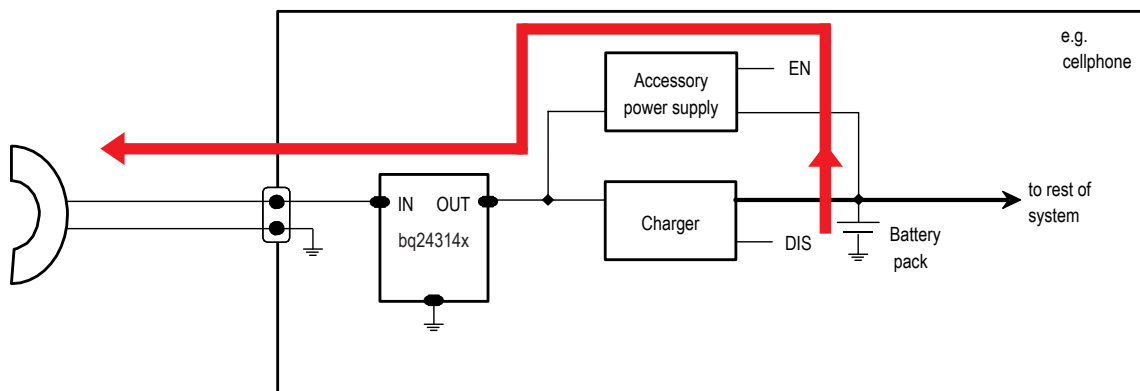 e.g.
cellphone
Accessory
power supply
EN
IN
OUT
bq24314x
Charger
DIS
to rest of
system
Battery
pack